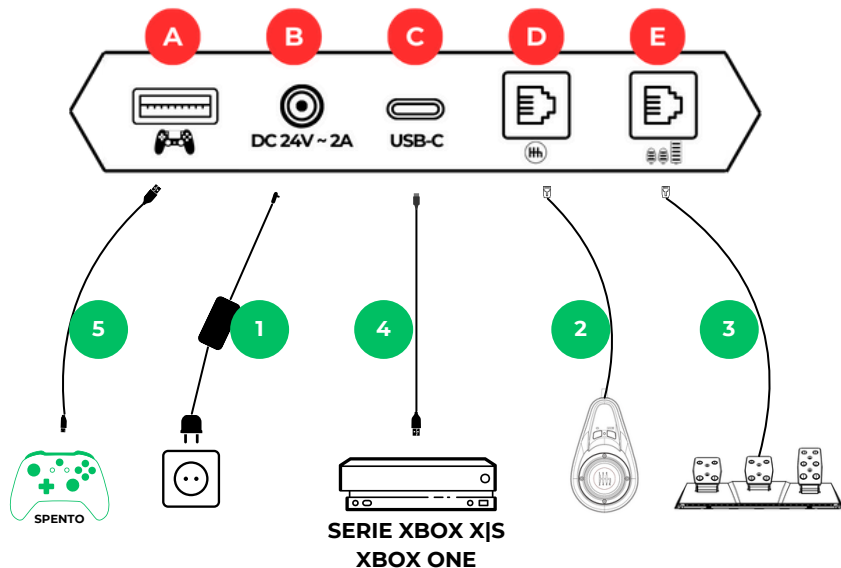 A
B
C
D
E
DC 24V ~ 2A
USB-C
5
1
4
2
3
SPENTO
SERIE XBOX X|S
XBOX ONE